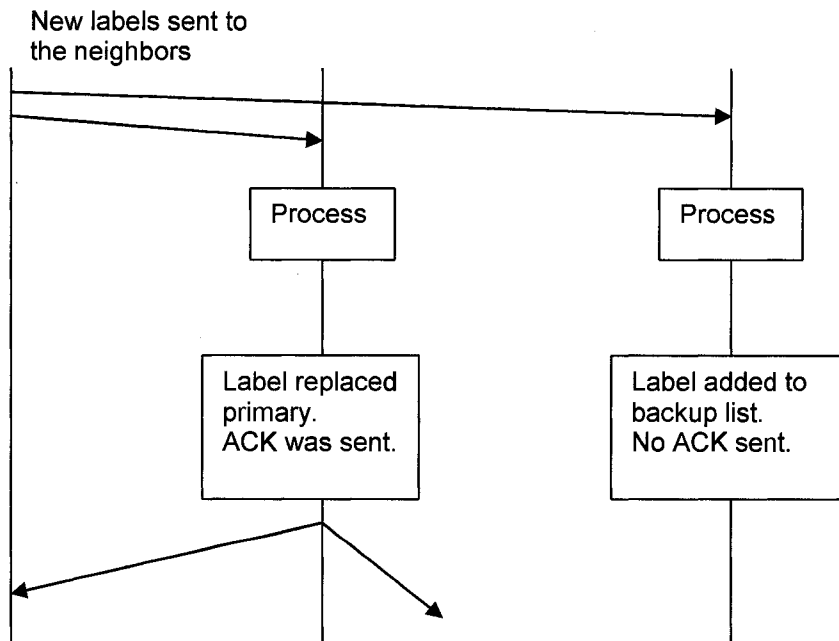 New labels sent to
the neighbors
Process
Process
Label replaced
primary.
ACK was sent.
Label added to
backup list.
No ACK sent.